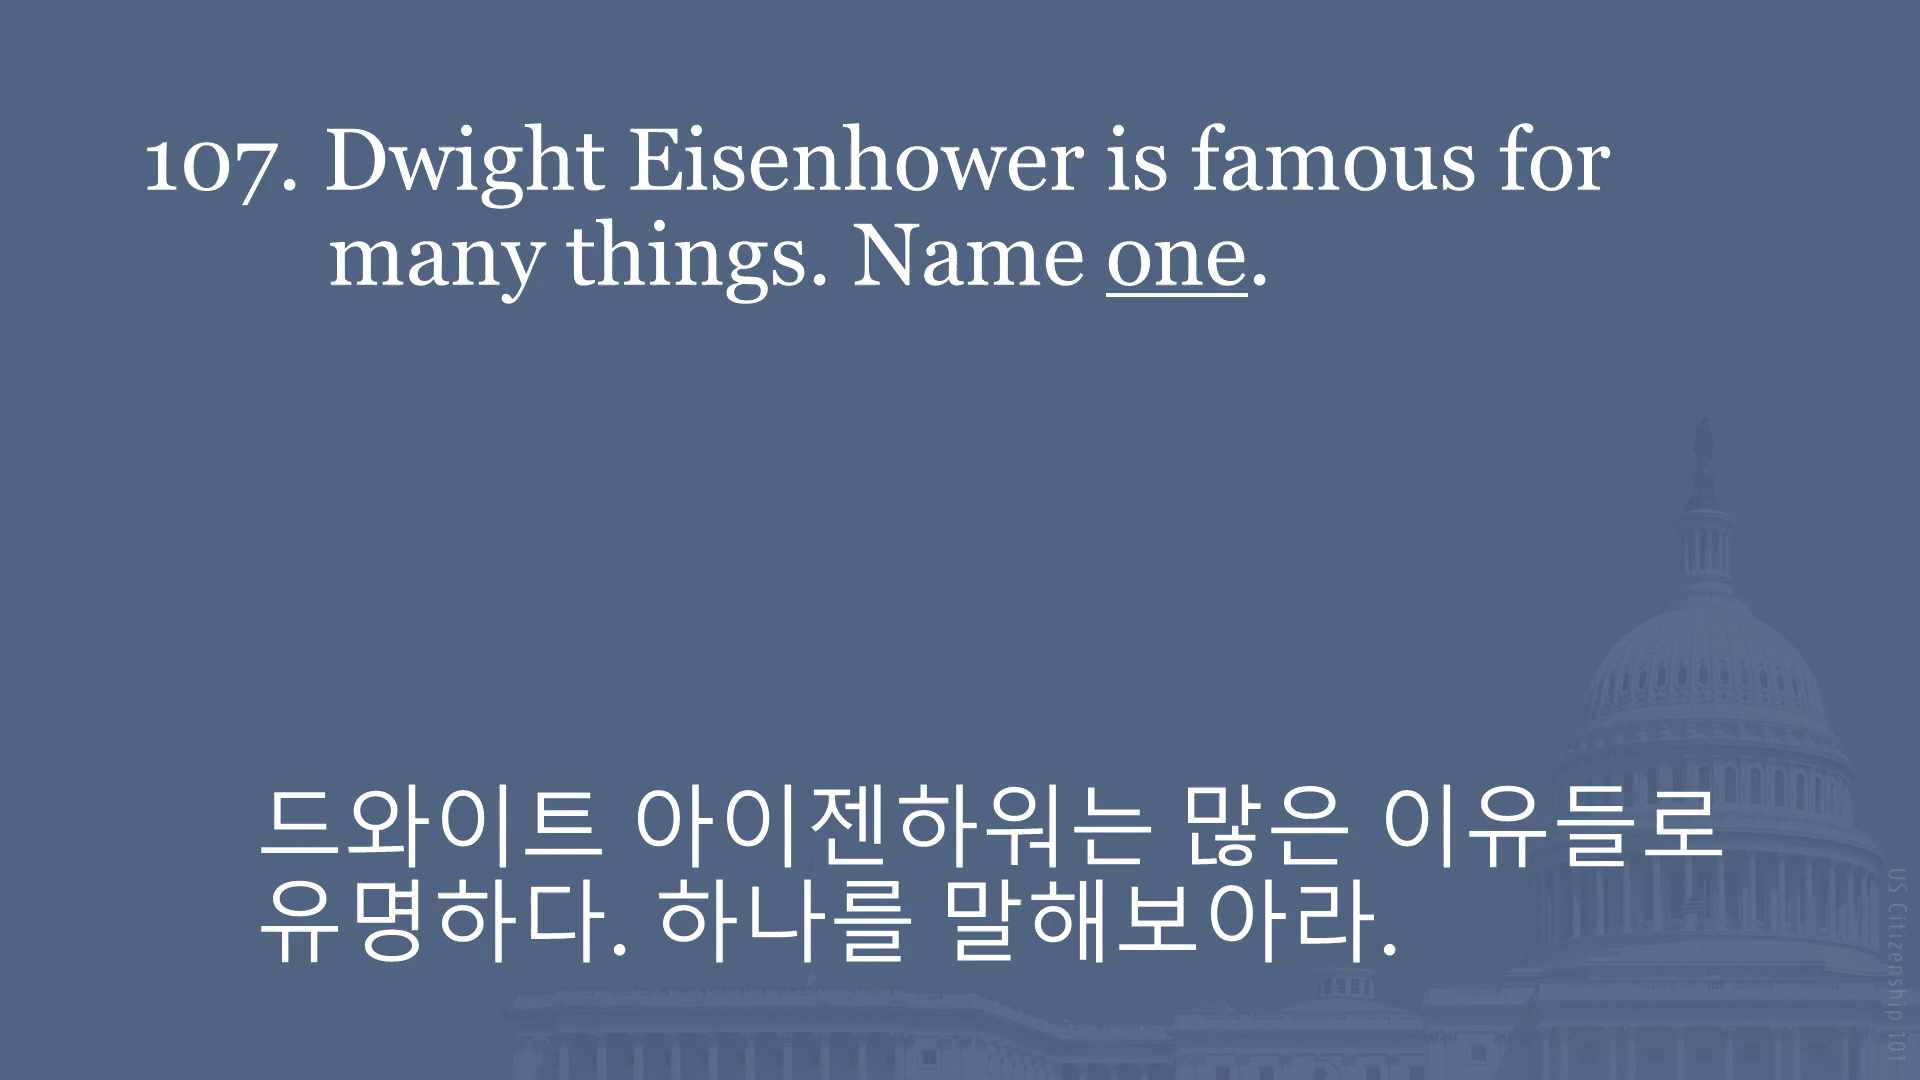 107. Dwight Eisenhower is famous for
many things. Name one.
드와이트 아이젠하워는 많은 이유들로
유명하다. 하나를 말해보아라.
US Citizenship 101